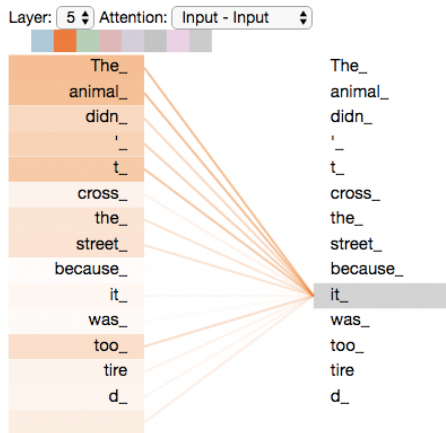 Layer: 5 Attention: Input - Input
The_ The_
animal_ animal_
didn_ didn_
'_ '_
t_ t_
cross_ cross_
the_ the_
street_ street_
because_ because_
it_ it_
was_ was_
too_ too_
tire tire
d_ d_